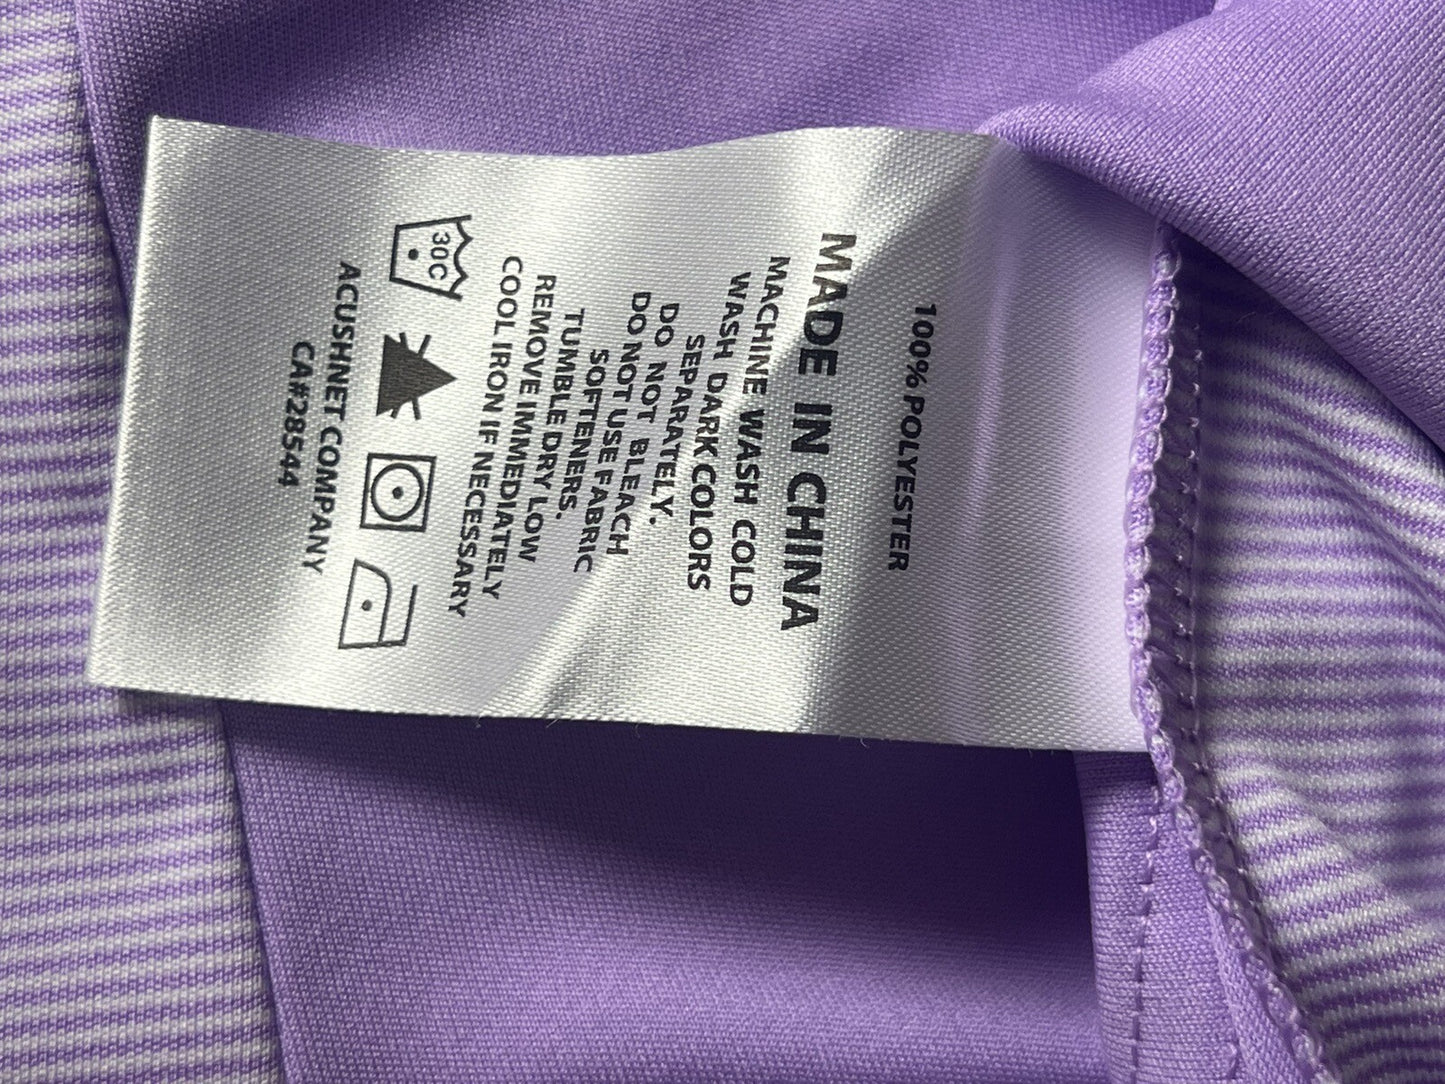 100% POLYESTER
MADE IN CHINA
MACHINE WASH COLD
WASH DARK COLORS
SEPARATELY.
DO NOT BLEACH
DO NOT USE FABRIC
SOFTENERS.
TUMBLE DRY LOW
REMOVE IMMEDIATELY
COOL IRON IF NECESSARY
30C
ACUSHNET COMPANY
CA#28544